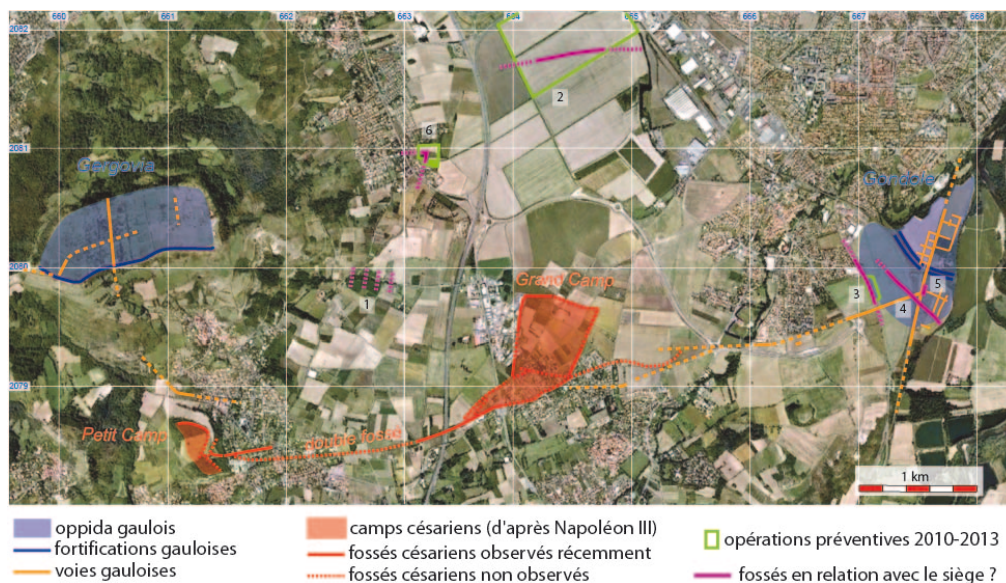 660 661 662 663 664 665 666 667 668
2082
2
6
2081
Gergovia
Gondole
2080
1
Grand Camp
3
4
5
2079
Petit Camp
double fossé
1 km
oppida gaulois
fortifications gauloises
voies gauloises
camps césariens (d'après Napoléon III)
fossés césariens observés récemment
fossés césariens non observés
opérations préventives 2010-2013
fossés en relation avec le siège ?